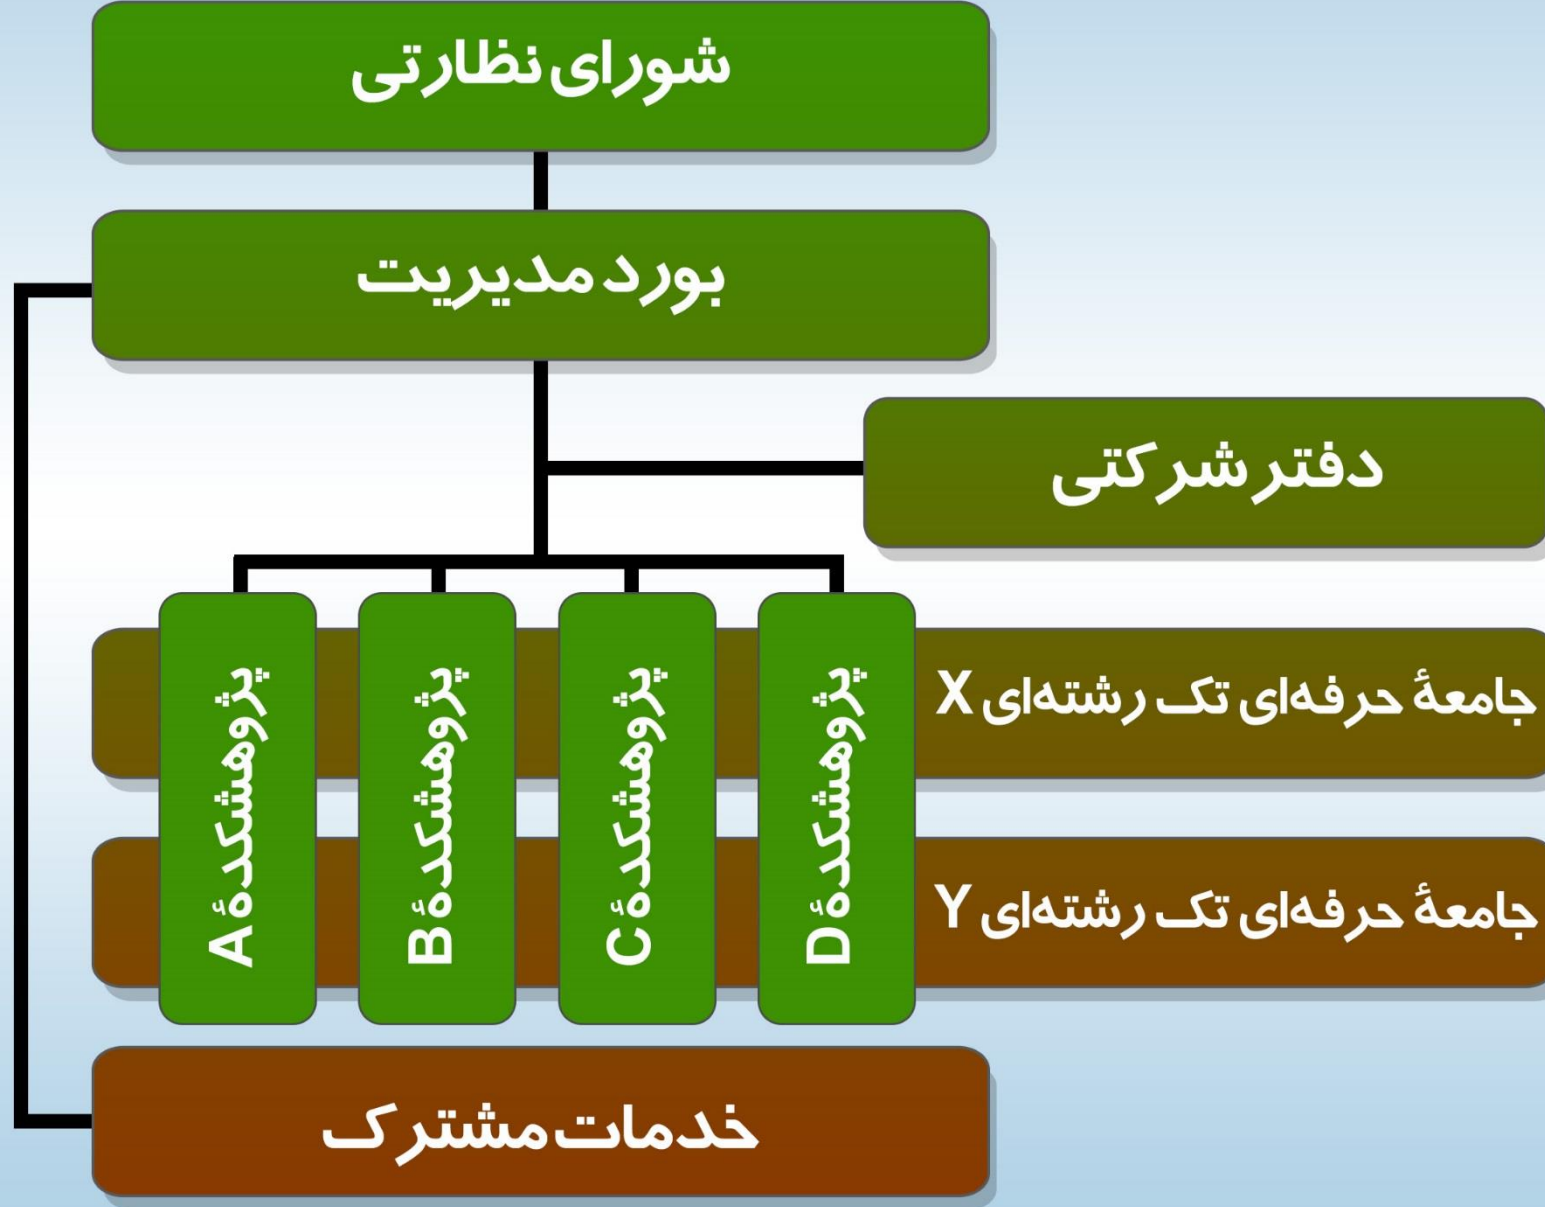 شورای نظارتی
بورد مدیریت
دفتر شرکتی
پژوهشکدهٔ A
پژوهشکدهٔ B
پژوهشکدهٔ C
پژوهشکدهٔ D
جامعهٔ حرفه‌ای تک رشته‌ای X
جامعهٔ حرفه‌ای تک رشته‌ای Y
خدمات مشترک